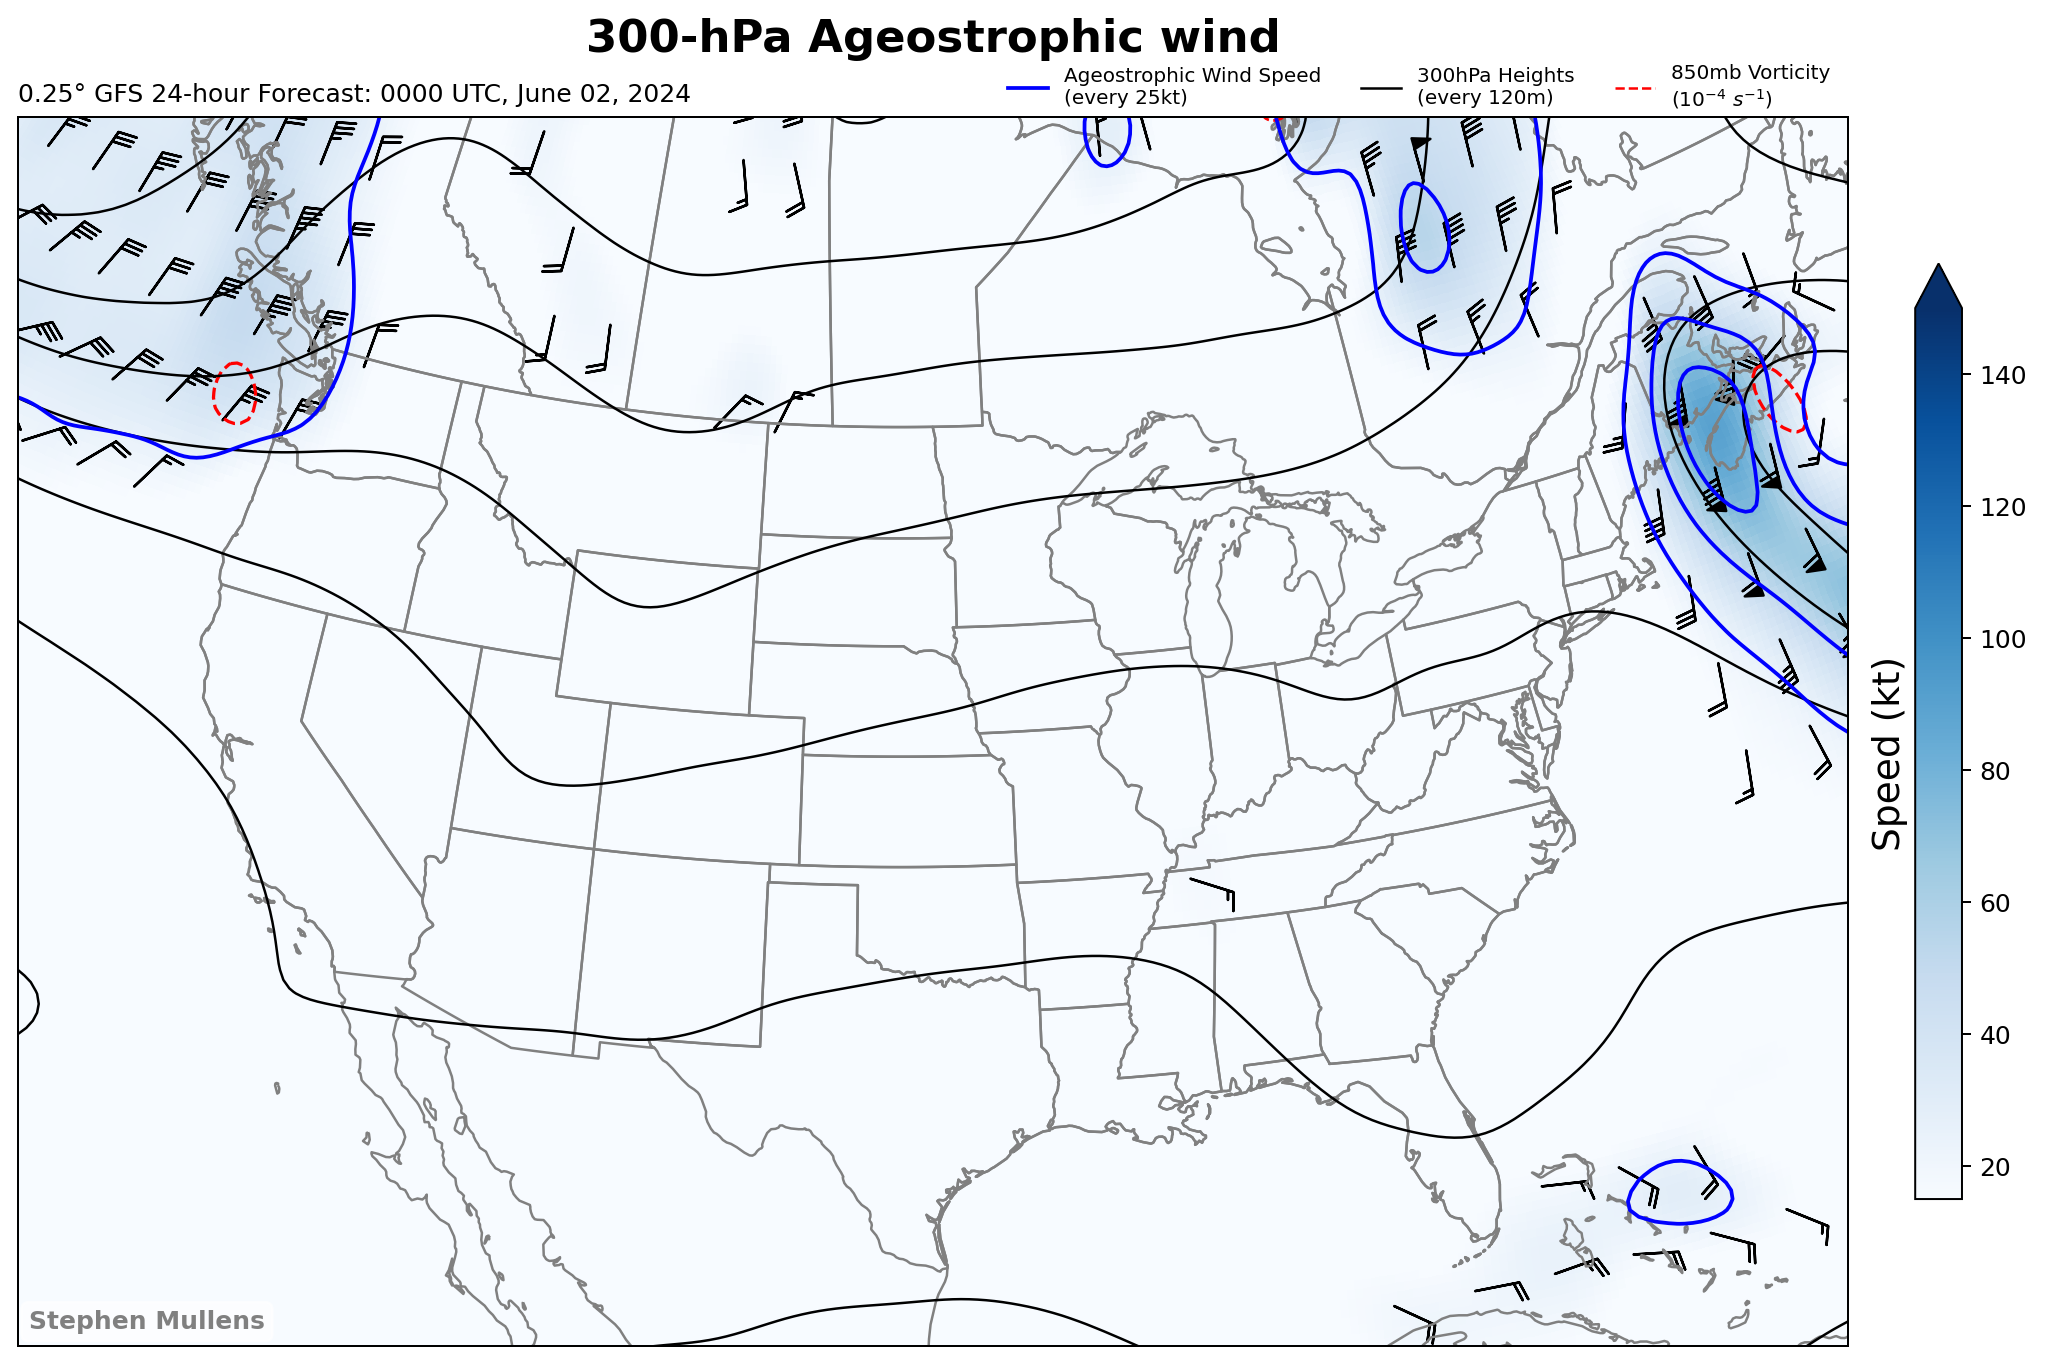 300-hPa Ageostrophic wind
0.25° GFS 24-hour Forecast: 0000 UTC, June 02, 2024
Ageostrophic Wind Speed
(every 25kt)
300hPa Heights
(every 120m)
850mb Vorticity
(10⁻⁴ s⁻¹)
140
120
100
80
60
40
20
Speed (kt)
Stephen Mullens